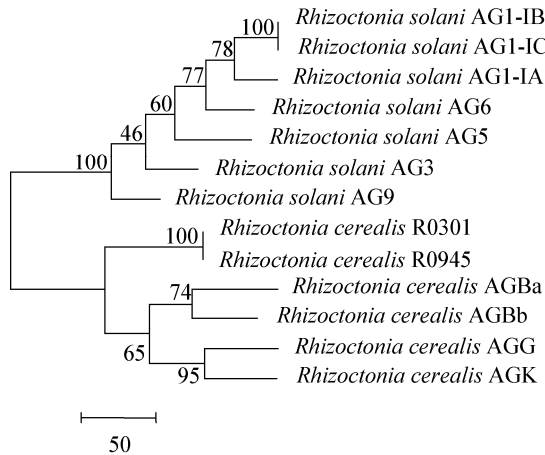 Rhizoctonia solani AG1-IB
100
Rhizoctonia solani AG1-IC
78
Rhizoctonia solani AG1-IA
77
Rhizoctonia solani AG6
60
Rhizoctonia solani AG5
46
Rhizoctonia solani AG3
100
Rhizoctonia solani AG9
Rhizoctonia cerealis R0301
100
Rhizoctonia cerealis R0945
Rhizoctonia cerealis AGBa
74
Rhizoctonia cerealis AGBb
65
Rhizoctonia cerealis AGG
95
Rhizoctonia cerealis AGK
50